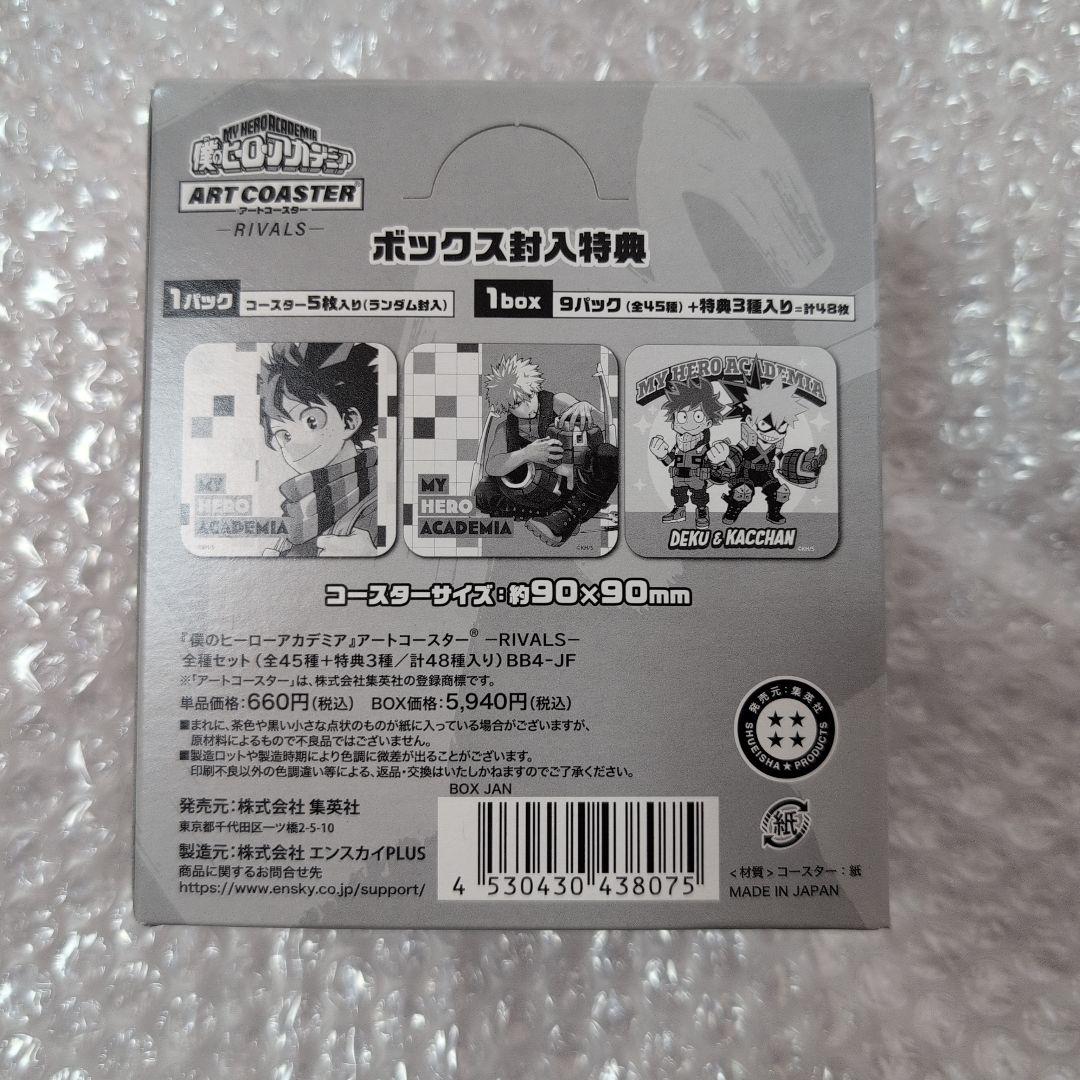 MY HERO ACADEMIA
僕のヒーローアカデミア
ART COASTER®
アートコースター
-RIVALS-
ボックス封入特典
1パック コースター5枚入り(ランダム封入)
1box 9パック(全45種)+特典3種入り=計48枚
MY
HERO
ACADEMIA
©KH/S
MY
HERO
ACADEMIA
©KH/S
MY HERO ACADEMIA
DEKU & KACCHAN
©KH/S
コースターサイズ:約90×90mm
『僕のヒーローアカデミア』アートコースター® -RIVALS-
全種セット(全45種+特典3種/計48種入り)BB4-JF
※「アートコースター」は、株式会社集英社の登録商標です。
単品価格:660円(税込) BOX価格:5,940円(税込)
■まれに、茶色や黒い小さな点状のものが紙に入っている場合がございますが、
原材料によるもので不良品ではございません。
■製造ロットや製造時期により色調に微差が出ることがございます。
印刷不良以外の色調違い等による、返品・交換はいたしかねますのでご了承ください。
BOX JAN
発売元:株式会社 集英社
東京都千代田区一ツ橋2-5-10
製造元:株式会社 エンスカイPLUS
商品に関するお問合せ先
https://www.ensky.co.jp/support/
4 530430 438075
発売元:集英社
SHUEISHA★PRODUCTS
紙
<材質>コースター:紙
MADE IN JAPAN